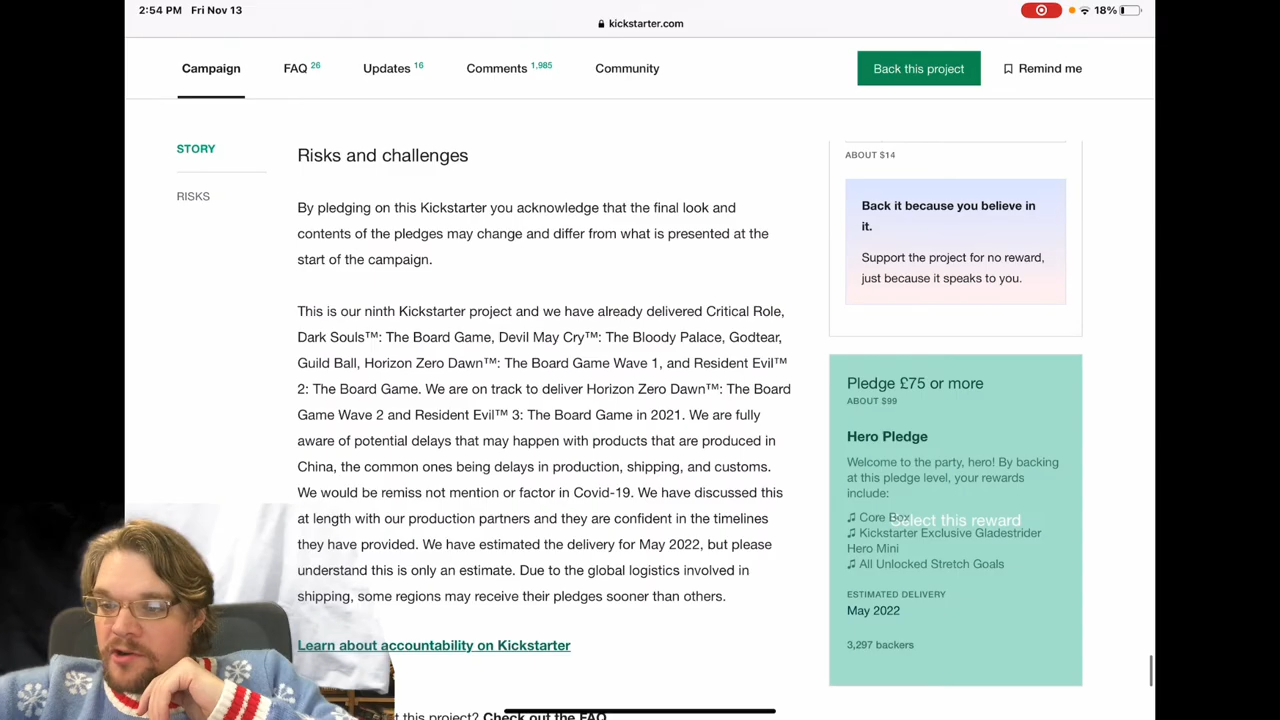 2:54 PM Fri Nov 13
18%
kickstarter.com
Campaign FAQ 26 Updates 16 Comments 1,985 Community Back this project Remind me
STORY
RISKS
Risks and challenges
By pledging on this Kickstarter you acknowledge that the final look and
contents of the pledges may change and differ from what is presented at the
start of the campaign.
This is our ninth Kickstarter project and we have already delivered Critical Role,
Dark Souls™: The Board Game, Devil May Cry™: The Bloody Palace, Godtear,
Guild Ball, Horizon Zero Dawn™: The Board Game Wave 1, and Resident Evil™
2: The Board Game. We are on track to deliver Horizon Zero Dawn™: The Board
Game Wave 2 and Resident Evil™ 3: The Board Game in 2021. We are fully
aware of potential delays that may happen with products that are produced in
China, the common ones being delays in production, shipping, and customs.
We would be remiss not mention or factor in Covid-19. We have discussed this
at length with our production partners and they are confident in the timelines
they have provided. We have estimated the delivery for May 2022, but please
understand this is only an estimate. Due to the global logistics involved in
shipping, some regions may receive their pledges sooner than others.
Learn about accountability on Kickstarter
this project? Check out the FAQ
ABOUT $14
Back it because you believe in
it.
Support the project for no reward,
just because it speaks to you.
Pledge £75 or more
ABOUT $99
Hero Pledge
Welcome to the party, hero! By backing
at this pledge level, your rewards
include:
♫ Core Box
Select this reward
♫ Kickstarter Exclusive Gladestrider
Hero Mini
♫ All Unlocked Stretch Goals
ESTIMATED DELIVERY
May 2022
3,297 backers